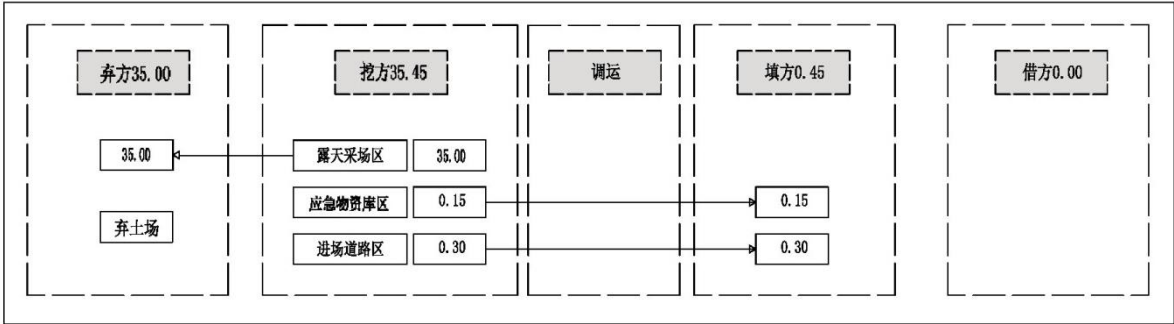 弃方35.00 挖方35.45 调运 填方0.45 借方0.00
35.00 露天采场区 35.00
应急物资库区 0.15 0.15
弃土场
进场道路区 0.30 0.30